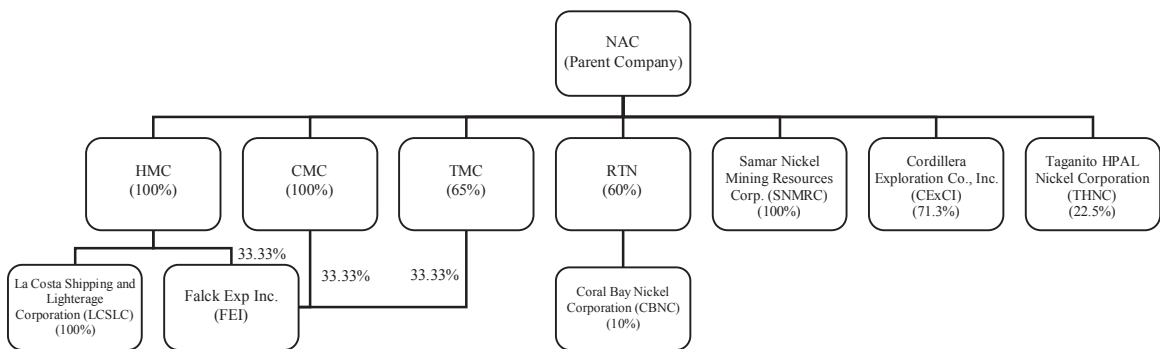 NAC
(Parent Company)
HMC
(100%)
CMC
(100%)
TMC
(65%)
RTN
(60%)
Samar Nickel
Mining Resources
Corp. (SNMRC)
(100%)
Cordillera
Exploration Co., Inc.
(CExCI)
(71.3%)
Taganito HPAL
Nickel Corporation
(THNC)
(22.5%)
33.33%
33.33%
33.33%
La Costa Shipping and
Lighterage
Corporation (LCSLC)
(100%)
Falck Exp Inc.
(FEI)
Coral Bay Nickel
Corporation (CBNC)
(10%)